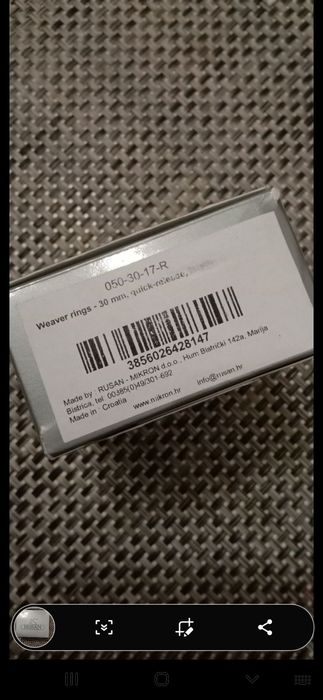 050-30-17-R
Weaver rings - 30 mm, quick-release,
3856026428147
Made by : RUSAN - MIKRON d.o.o., Hum Bistrički 142a, Marija
Bistrica, tel. 00385(0)49/301-692
Made in : Croatia www.mikron.hr info@rusan.hr